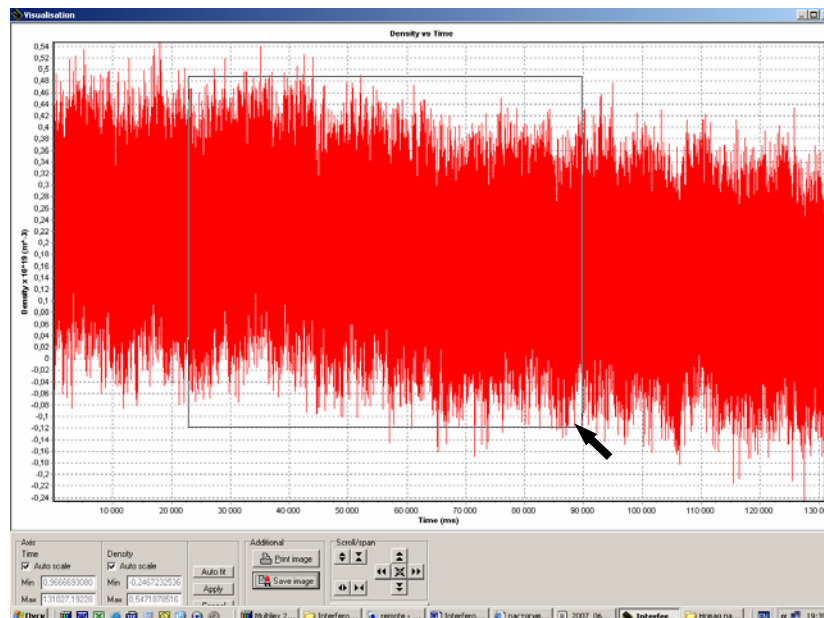 Visualisation
Density vs Time
0,54
0,52
0,5
0,48
0,46
0,44
0,42
0,4
0,38
0,36
0,34
0,32
0,3
0,28
0,26
0,24
0,22
0,2
0,18
0,16
0,14
0,12
0,1
0,08
0,06
0,04
0,02
0
-0,02
-0,04
-0,06
-0,08
-0,1
-0,12
-0,14
-0,16
-0,18
-0,2
-0,22
-0,24
Density x 10^19 (m^-3)
10 000 20 000 30 000 40 000 50 000 60 000 70 000 80 000 90 000 100 000 110 000 120 000 130
Time (ms)
Axis
Time
Auto scale
Min 0,9666693080
Max 131027,19220
Density
Auto scale
Min -0,2467232536
Max 0,5471878516
Auto fit
Apply
Cancel
Additional
Print image
Save image
Scroll/span
Пуск Multiplex 2... Interfero... remote - ... Interfero... 2007_06... Interfer... Новая па... EN